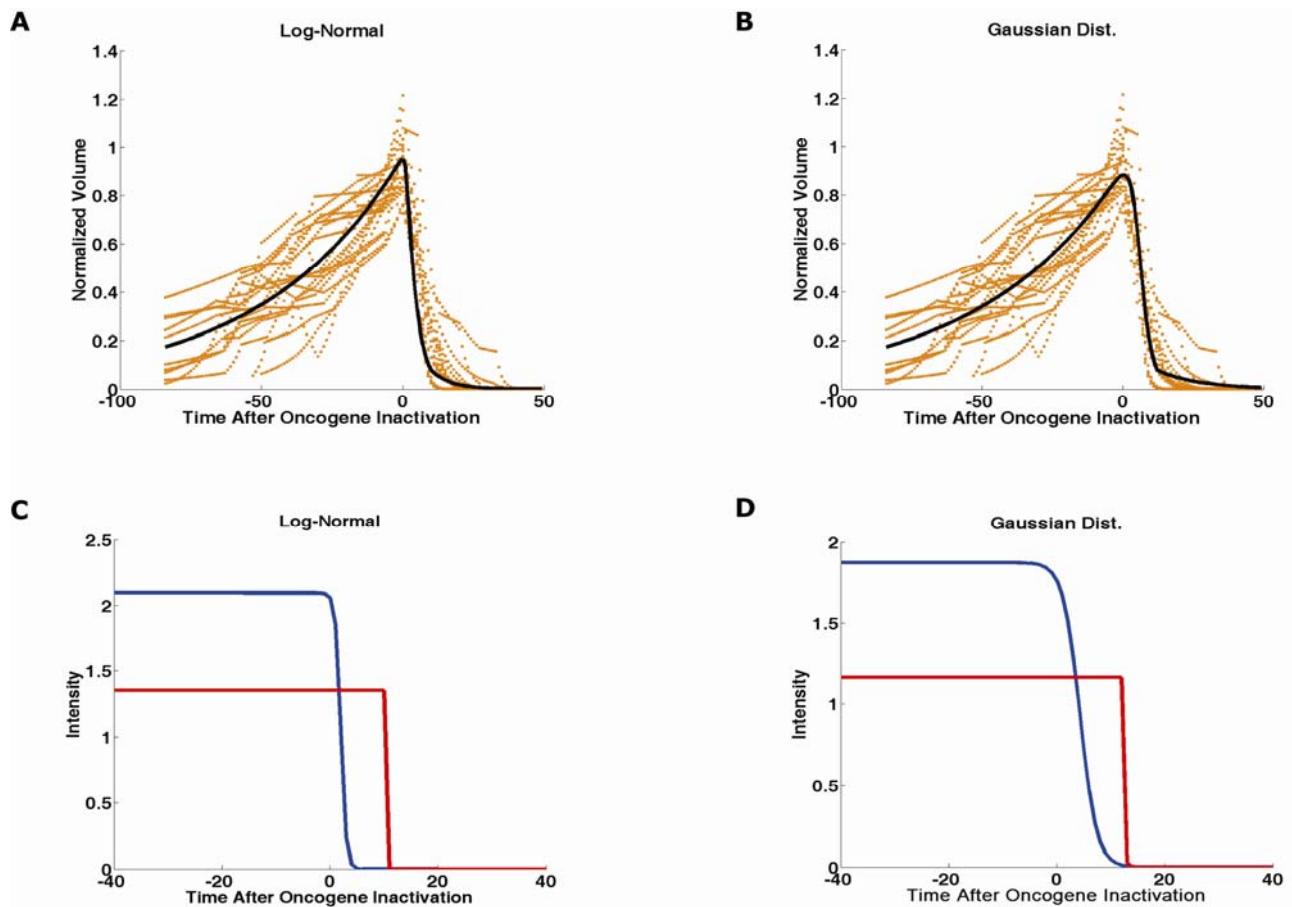 A
Log-Normal
1.4
1.2
1
0.8
0.6
0.4
0.2
0
Normalized Volume
-100
-50
0
50
Time After Oncogene Inactivation
B
Gaussian Dist.
1.4
1.2
1
0.8
0.6
0.4
0.2
0
Normalized Volume
-100
-50
0
50
Time After Oncogene Inactivation
C
Log-Normal
2.5
2
1.5
1
0.5
0
Intensity
-40
-20
0
20
40
Time After Oncogene Inactivation
D
Gaussian Dist.
2
1.5
1
0.5
0
Intensity
-40
-20
0
20
40
Time After Oncogene Inactivation